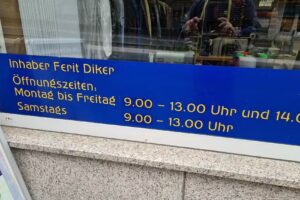 Inhaber Ferit Diker
Öffnungszeiten:
Montag bis Freitag 9.00 - 13.00 Uhr und 14.0
Samstags 9.00 - 13.00 Uhr